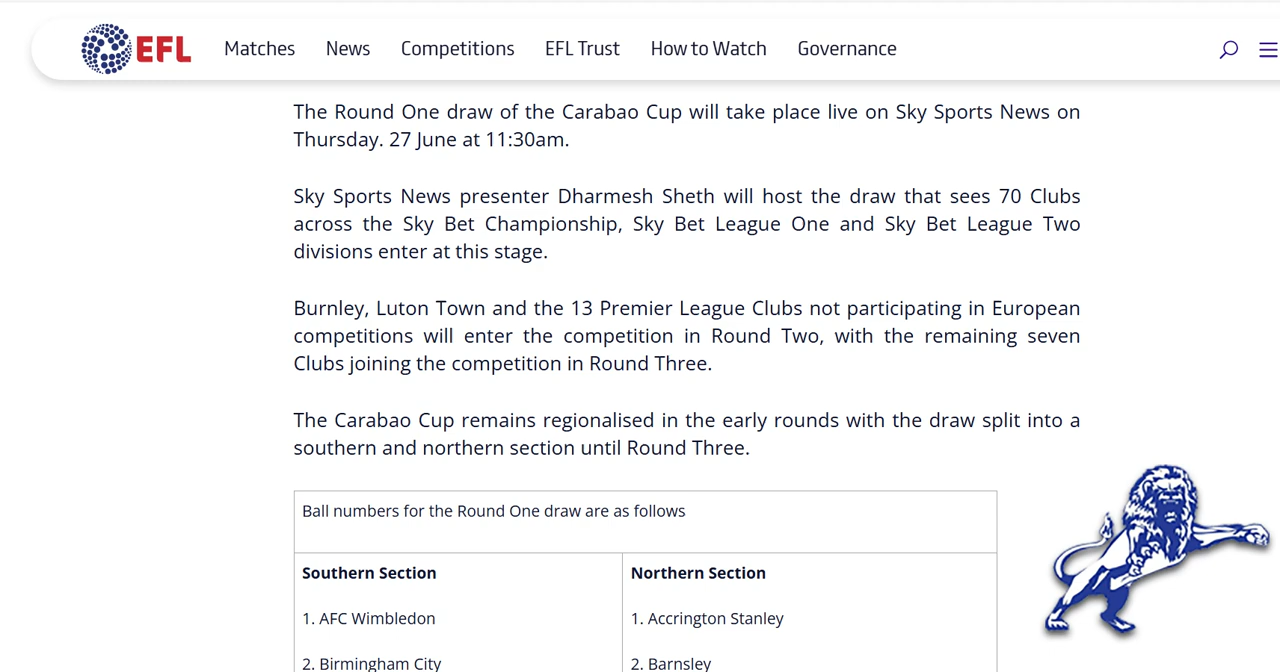 EFL Matches News Competitions EFL Trust How to Watch Governance
The Round One draw of the Carabao Cup will take place live on Sky Sports News on
Thursday. 27 June at 11:30am.
Sky Sports News presenter Dharmesh Sheth will host the draw that sees 70 Clubs
across the Sky Bet Championship, Sky Bet League One and Sky Bet League Two
divisions enter at this stage.
Burnley, Luton Town and the 13 Premier League Clubs not participating in European
competitions will enter the competition in Round Two, with the remaining seven
Clubs joining the competition in Round Three.
The Carabao Cup remains regionalised in the early rounds with the draw split into a
southern and northern section until Round Three.
Ball numbers for the Round One draw are as follows
Southern Section
Northern Section
1. AFC Wimbledon
1. Accrington Stanley
2. Birmingham City
2. Barnsley